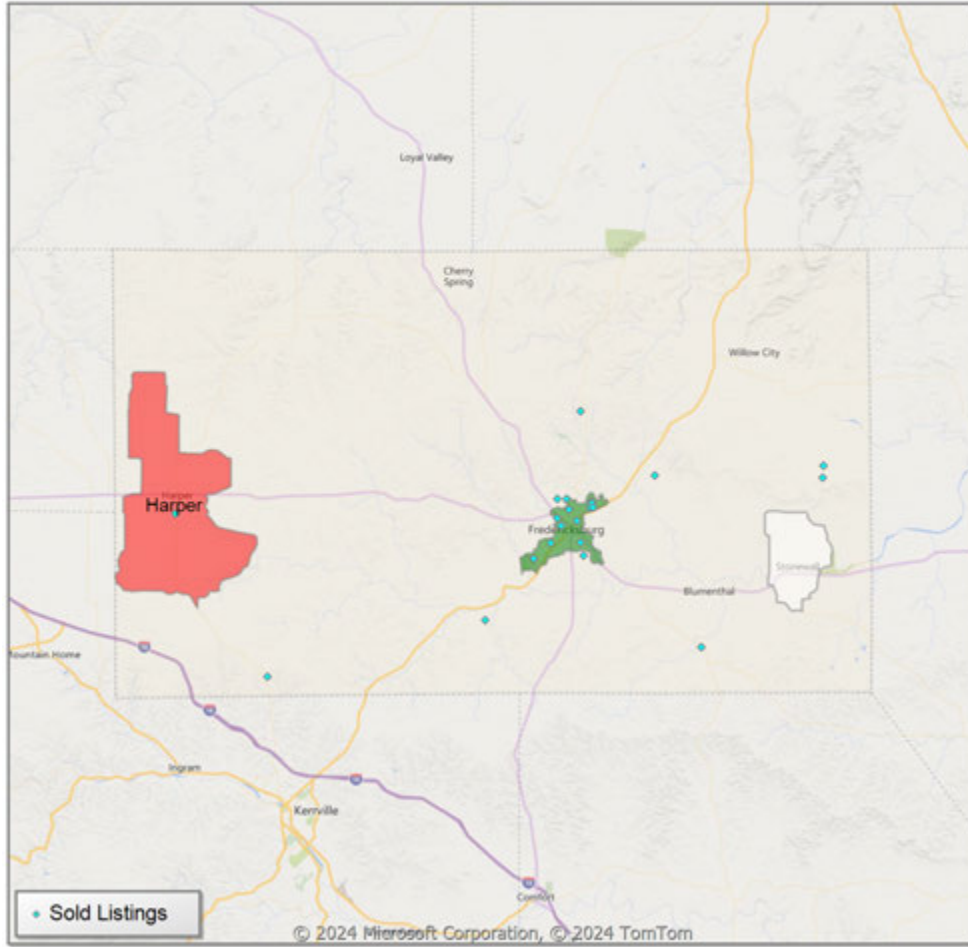 Loyal Valley
Cherry
Spring
Willow City
Harper
Harper
Fredericksburg
Stonewall
Blumenthal
Mountain Home
Ingram
Kerrville
Comfort
Sold Listings
© 2024 Microsoft Corporation, © 2024 TomTom